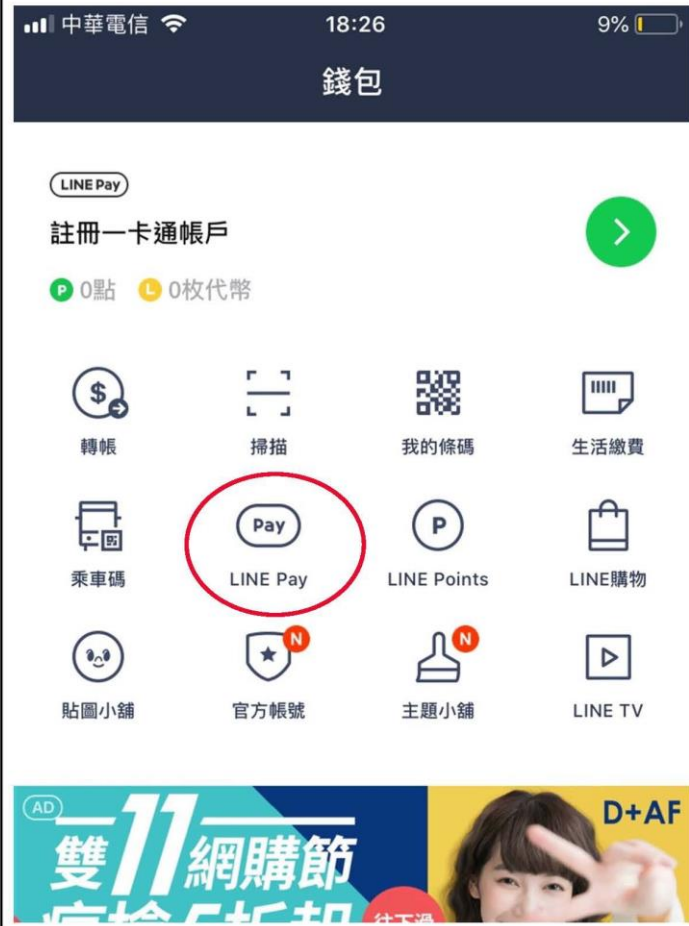 中華電信 18:26 9%
錢包
LINE Pay
註冊一卡通帳戶
P 0點 L 0枚代幣
$
轉帳 掃描 我的條碼 生活繳費
Pay P
乘車碼 LINE Pay LINE Points LINE購物
N N
貼圖小舖 官方帳號 主題小舖 LINE TV
AD
D+AF
雙11網購節
往下滑